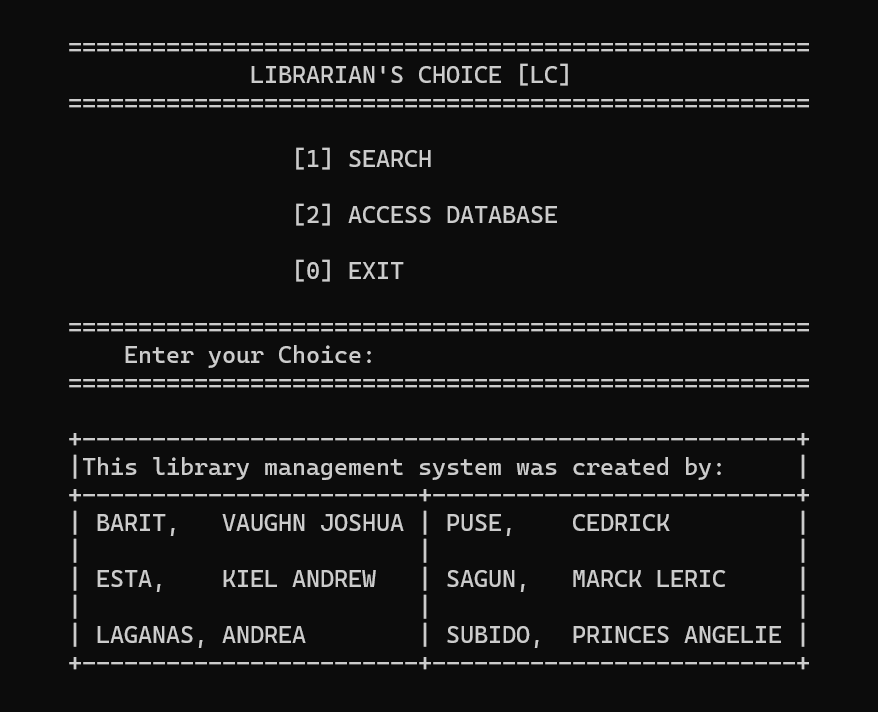 =====================================================
LIBRARIAN'S CHOICE [LC]
=====================================================
[1] SEARCH
[2] ACCESS DATABASE
[0] EXIT
=====================================================
Enter your Choice:
=====================================================
+---------------------------------------------------+
|This library management system was created by:     |
+------------------------+--------------------------+
| BARIT,   VAUGHN JOSHUA | PUSE,    CEDRICK         |
|                        |                          |
| ESTA,    KIEL ANDREW   | SAGUN,   MARCK LERIC     |
|                        |                          |
| LAGANAS, ANDREA        | SUBIDO,  PRINCES ANGELIE |
+------------------------+--------------------------+